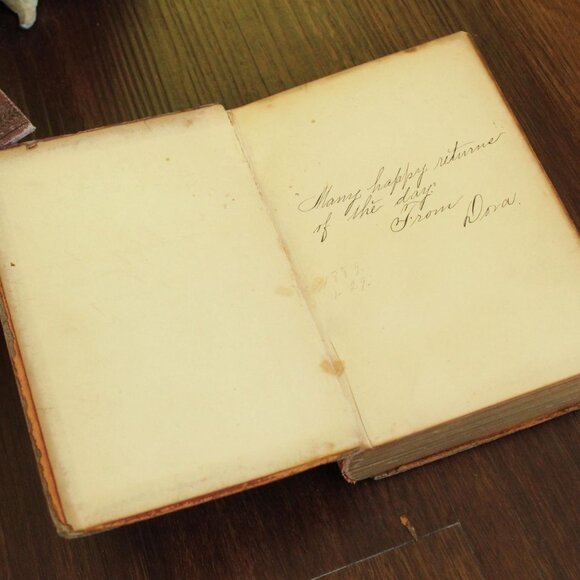 "Many happy returns
of the day"
From Dora.